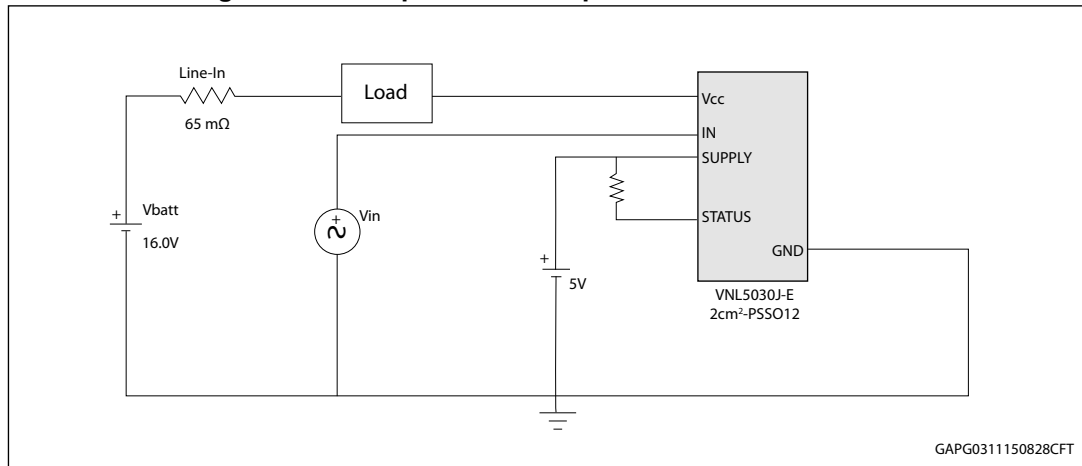 Line-In
65 mΩ
Load
Vcc
IN
SUPPLY
STATUS
GND
+
Vbatt
16.0V
+
Vin
+
5V
VNL5030J-E
2cm²-PSSO12
GAPG0311150828CFT